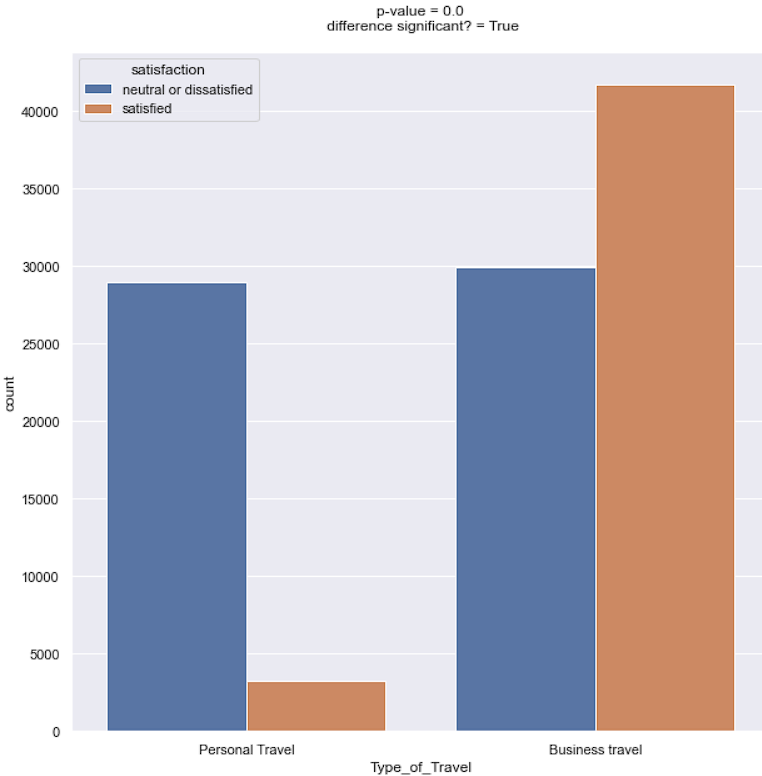 p-value = 0.0
difference significant? = True
satisfaction
neutral or dissatisfied
satisfied
40000
35000
30000
25000
20000
15000
10000
5000
0
count
Personal Travel
Business travel
Type_of_Travel